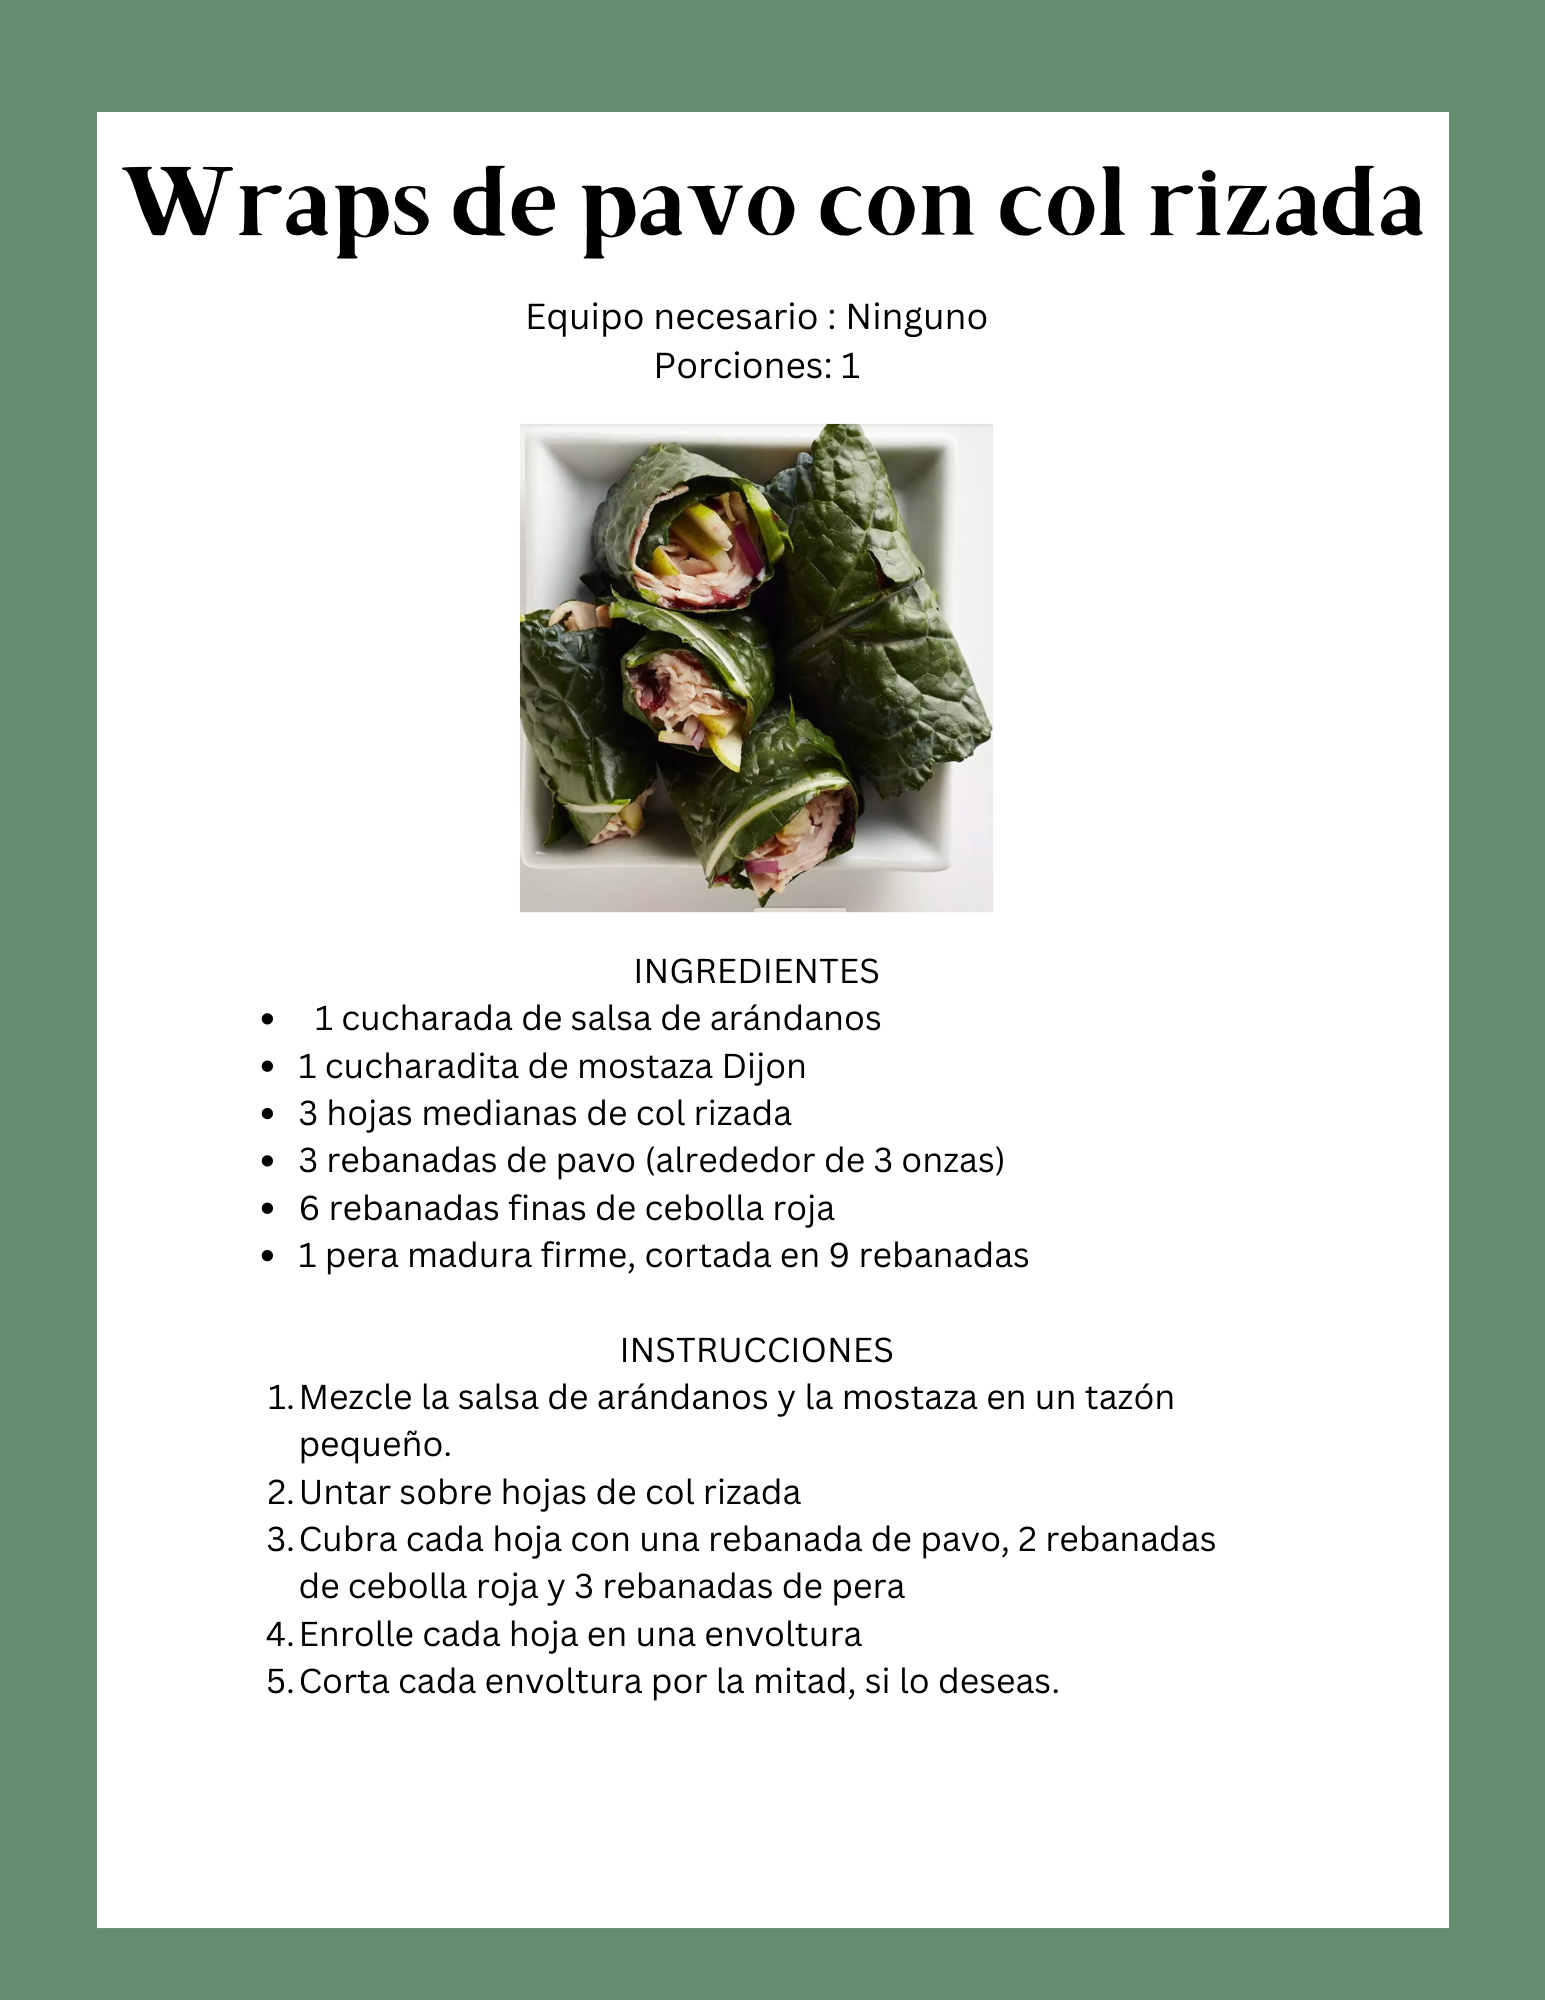 Wraps de pavo con col rizada
Equipo necesario : Ninguno
Porciones: 1
INGREDIENTES
• 1 cucharada de salsa de arándanos
• 1 cucharadita de mostaza Dijon
• 3 hojas medianas de col rizada
• 3 rebanadas de pavo (alrededor de 3 onzas)
• 6 rebanadas finas de cebolla roja
• 1 pera madura firme, cortada en 9 rebanadas
INSTRUCCIONES
1. Mezcle la salsa de arándanos y la mostaza en un tazón
pequeño.
2. Untar sobre hojas de col rizada
3. Cubra cada hoja con una rebanada de pavo, 2 rebanadas
de cebolla roja y 3 rebanadas de pera
4. Enrolle cada hoja en una envoltura
5. Corta cada envoltura por la mitad, si lo deseas.